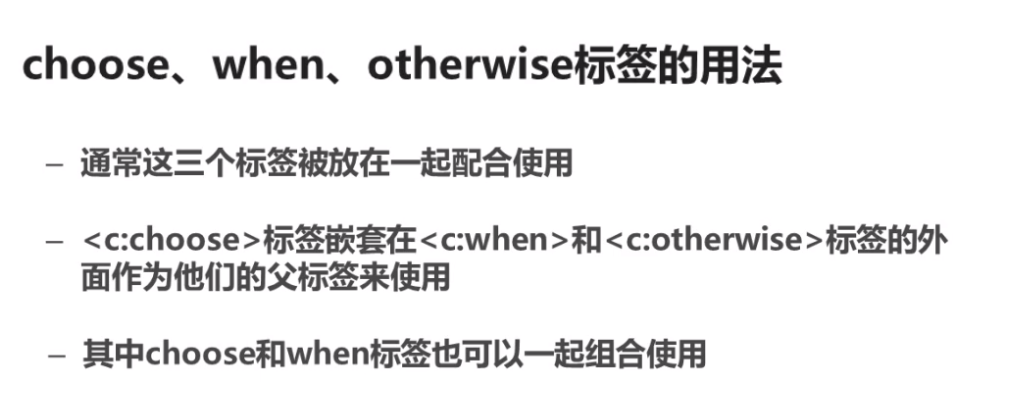 choose、when、otherwise标签的用法
– 通常这三个标签被放在一起配合使用
– <c:choose>标签嵌套在<c:when>和<c:otherwise>标签的外
面作为他们的父标签来使用
– 其中choose和when标签也可以一起组合使用